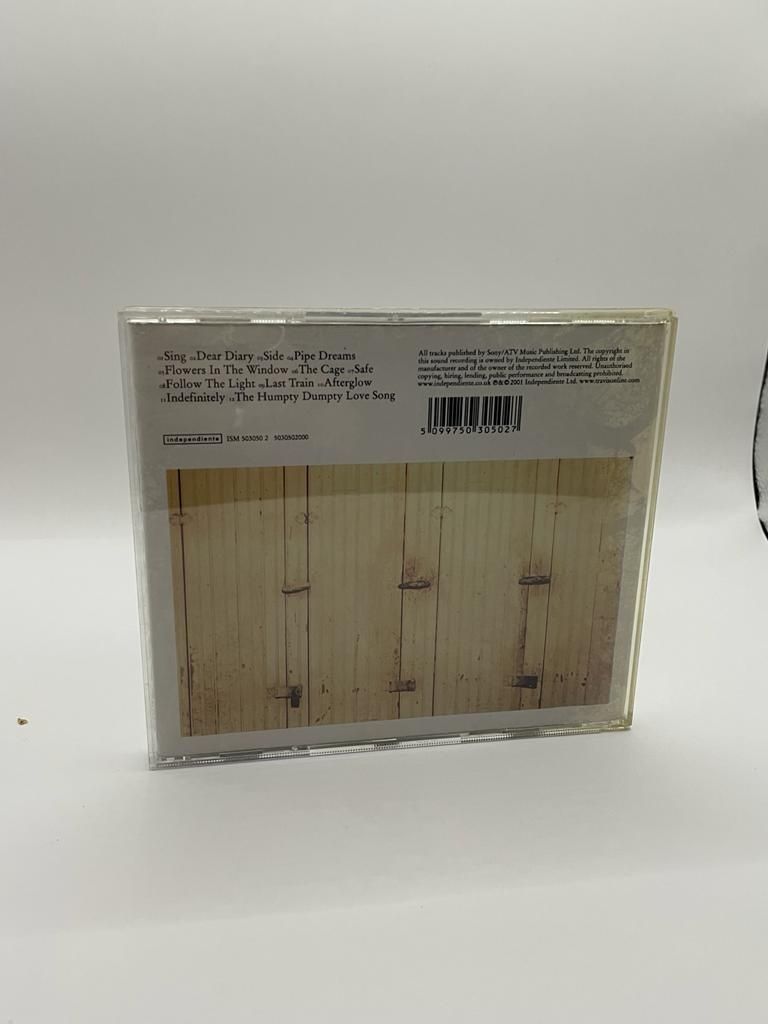 01 Sing 02 Dear Diary 03 Side 04 Pipe Dreams
05 Flowers In The Window 06 The Cage 07 Safe
08 Follow The Light 09 Last Train 10 Afterglow
11 Indefinitely 12 The Humpty Dumpty Love Song
independiente ISM 503050 2 5030502000
All tracks published by Sony/ATV Music Publishing Ltd. The copyright in
this sound recording is owned by Independiente Limited. All rights of the
manufacturer and of the owner of the recorded work reserved. Unauthorised
copying, hiring, lending, public performance and broadcasting prohibited.
www.independiente.co.uk ℗&© 2001 Independiente Ltd. www.travisonline.com
5 099750 305027